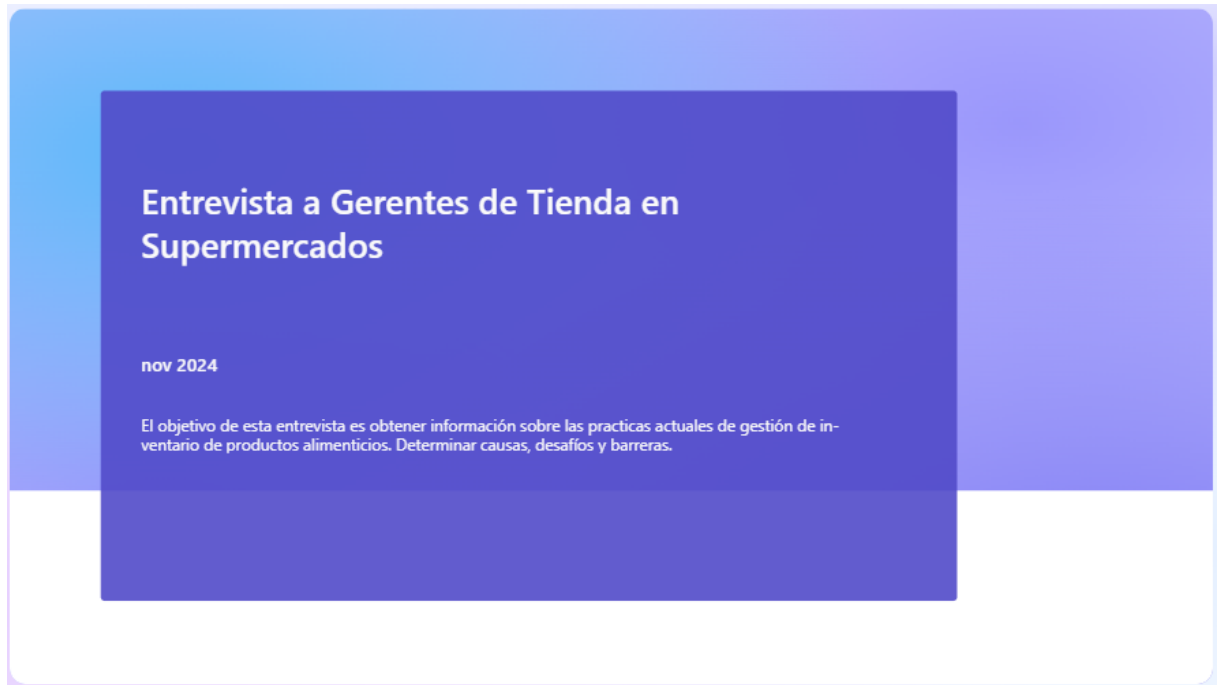 Entrevista a Gerentes de Tienda en
Supermercados
nov 2024
El objetivo de esta entrevista es obtener información sobre las practicas actuales de gestión de in-
ventario de productos alimenticios. Determinar causas, desafíos y barreras.